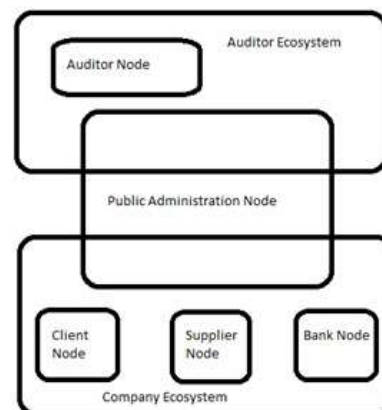 Auditor Ecosystem
Auditor Node
Public Administration Node
Client
Node
Supplier
Node
Bank Node
Company Ecosystem